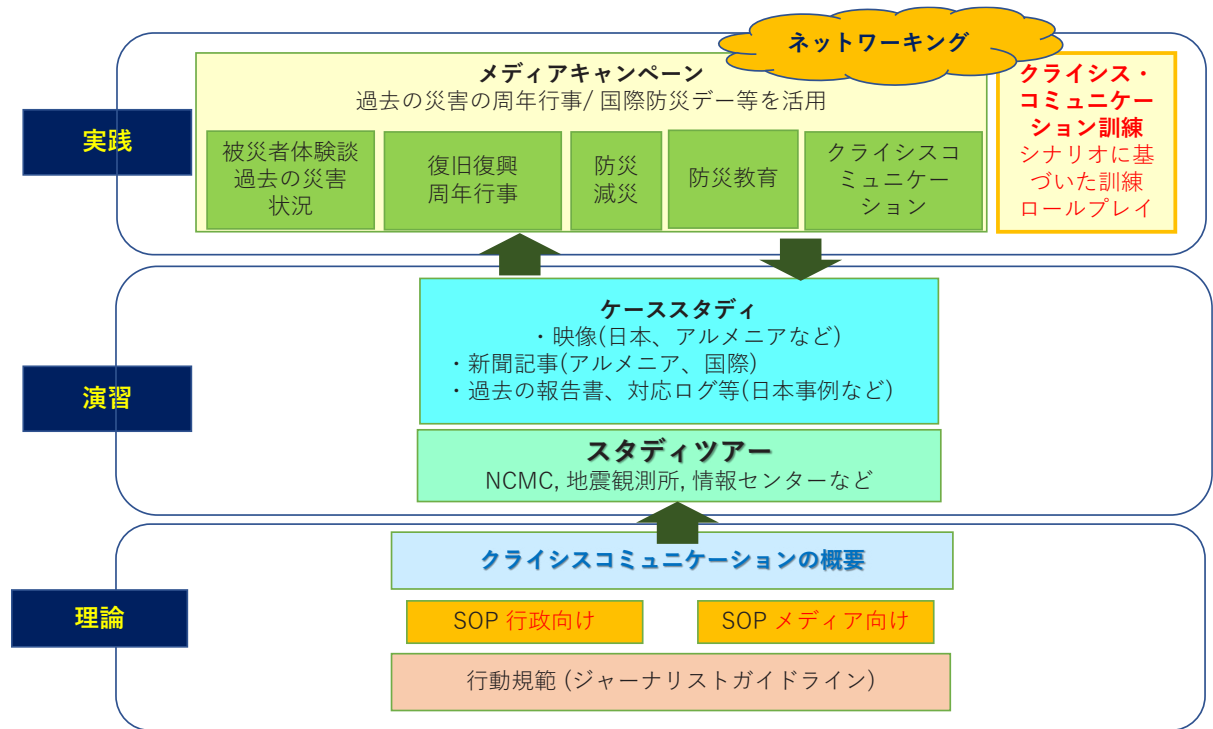 ネットワーキング
メディアキャンペーン
過去の災害の周年行事/ 国際防災デー等を活用
被災者体験談
過去の災害
状況
復旧復興
周年行事
防災
減災
防災教育
クライシスコ
ミュニケー
ション
クライシス・
コミュニケー
ション訓練
シナリオに基
づいた訓練
ロールプレイ
実践
ケーススタディ
・映像(日本、アルメニアなど)
・新聞記事(アルメニア、国際)
・過去の報告書、対応ログ等(日本事例など)
演習
スタディツアー
NCMC, 地震観測所, 情報センターなど
クライシスコミュニケーションの概要
理論
SOP 行政向け
SOP メディア向け
行動規範 (ジャーナリストガイドライン)